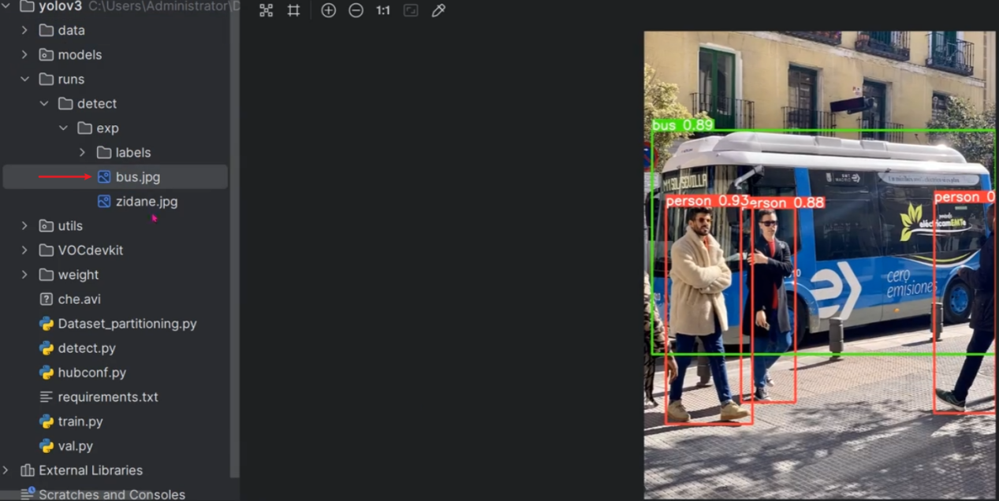 yolov3 C:\Users\Administrator\D
data
models
runs
detect
exp
labels
bus.jpg
zidane.jpg
utils
VOCdevkit
weight
che.avi
Dataset_partitioning.py
detect.py
hubconf.py
requirements.txt
train.py
val.py
External Libraries
Scratches and Consoles
1:1
bus 0.89
M1 SOL/SEVILLA
person 0.93
erson 0.88
person 0
eléctricamEMTe
cero
emisiones